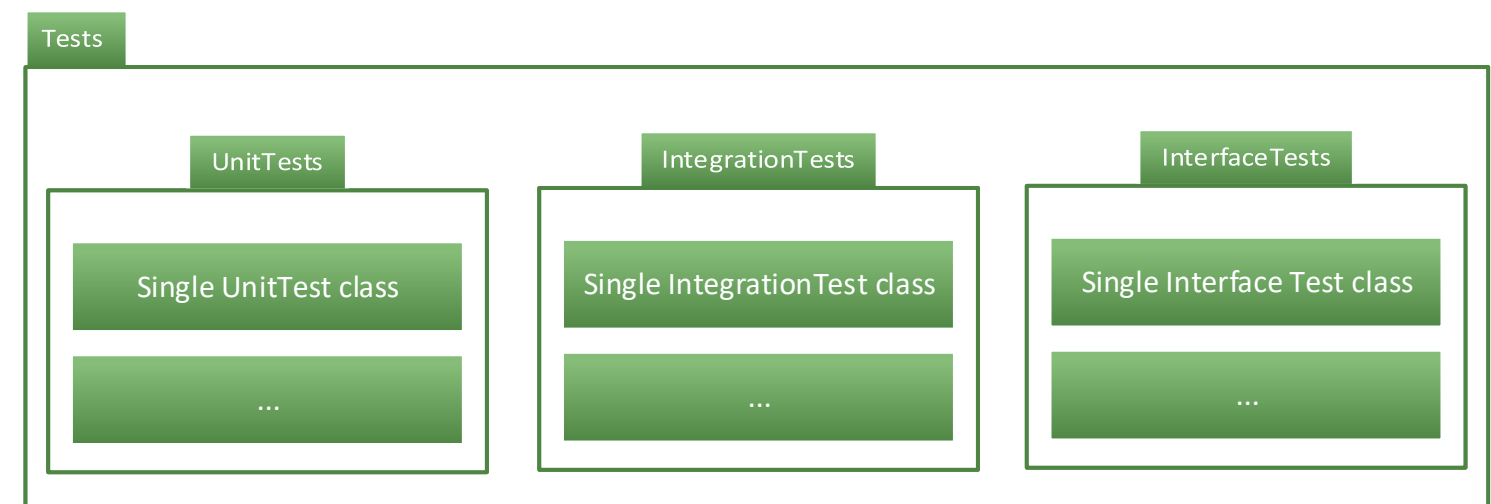 Tests
UnitTests
Single UnitTest class
...
IntegrationTests
Single IntegrationTest class
...
InterfaceTests
Single Interface Test class
...